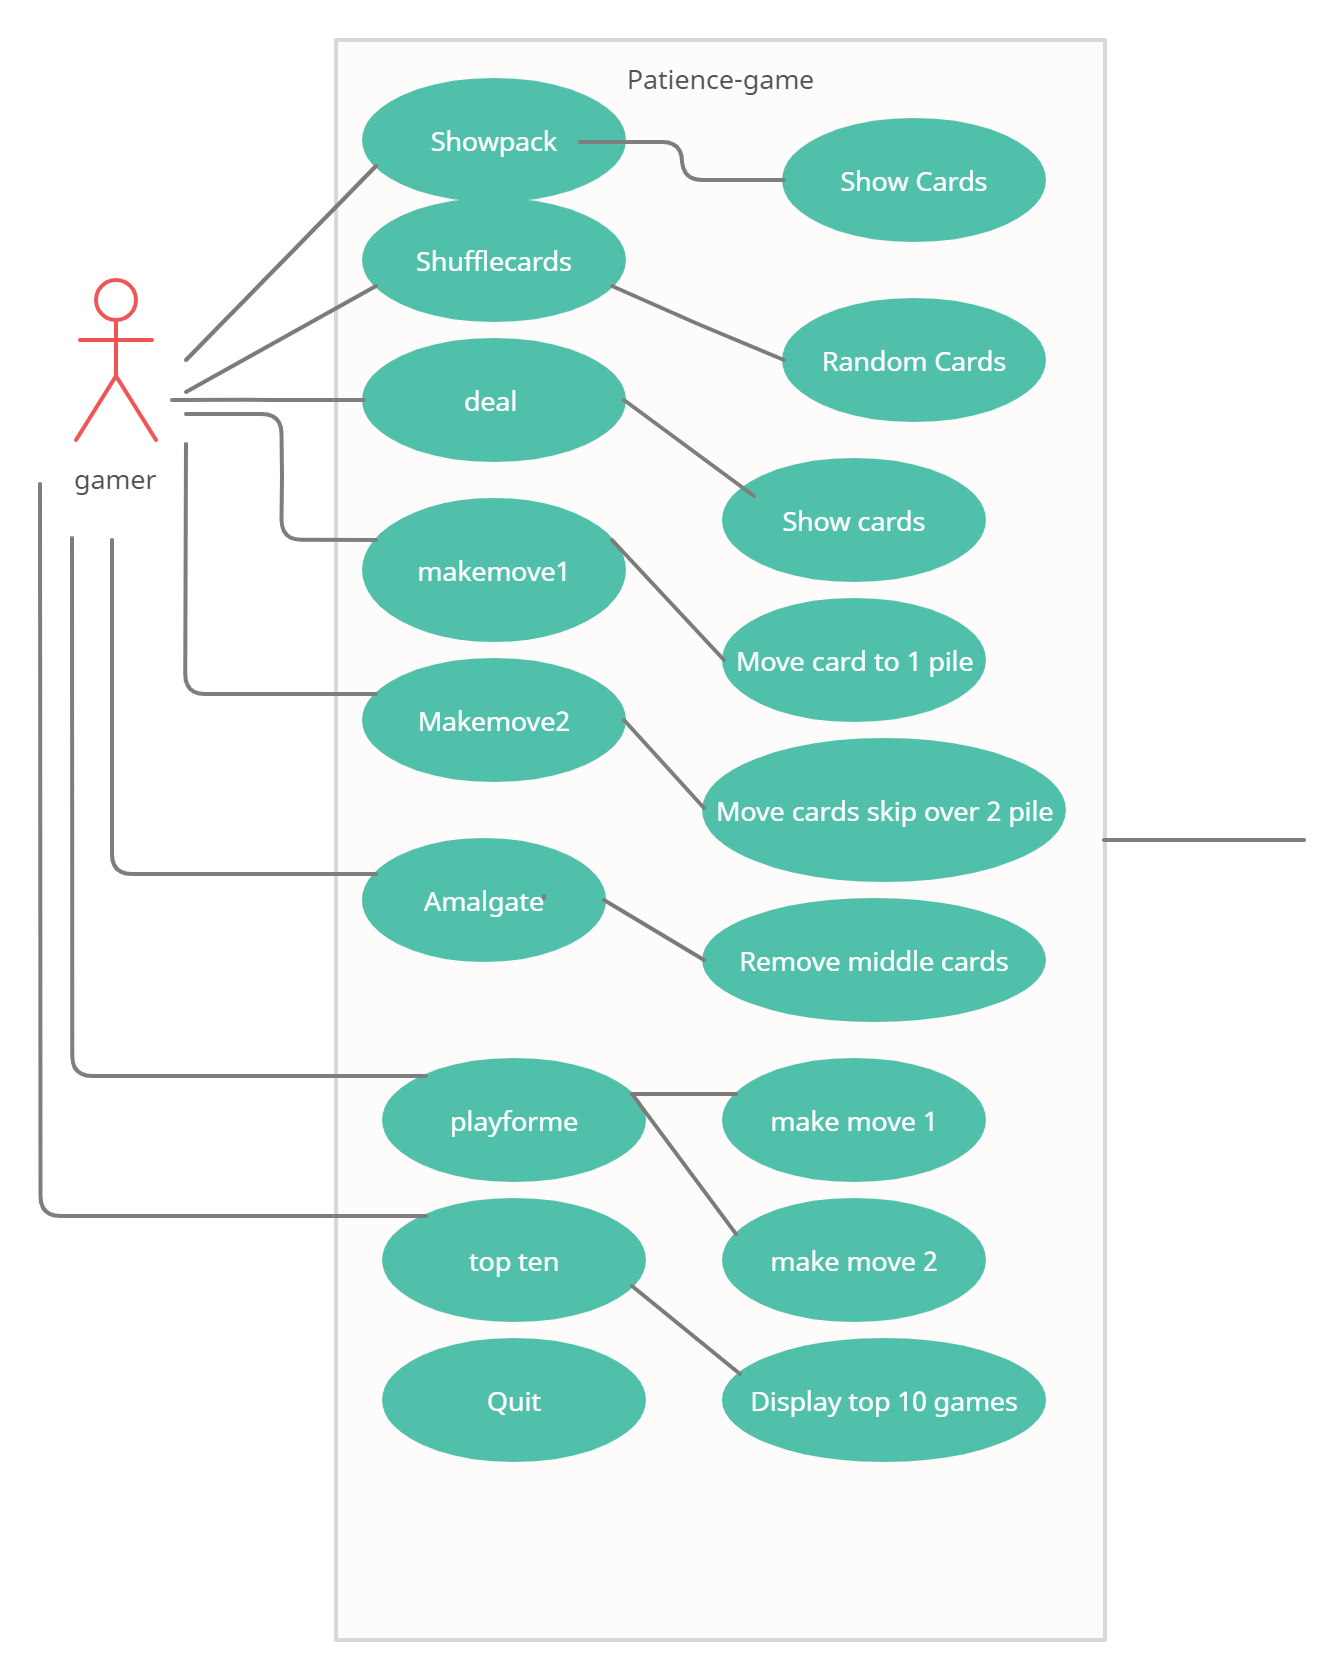 Patience-game
Showpack
Show Cards
Shufflecards
Random Cards
gamer
deal
Show cards
makemove1
Move card to 1 pile
Makemove2
Move cards skip over 2 pile
Amalgate
Remove middle cards
playforme
make move 1
top ten
make move 2
Quit
Display top 10 games